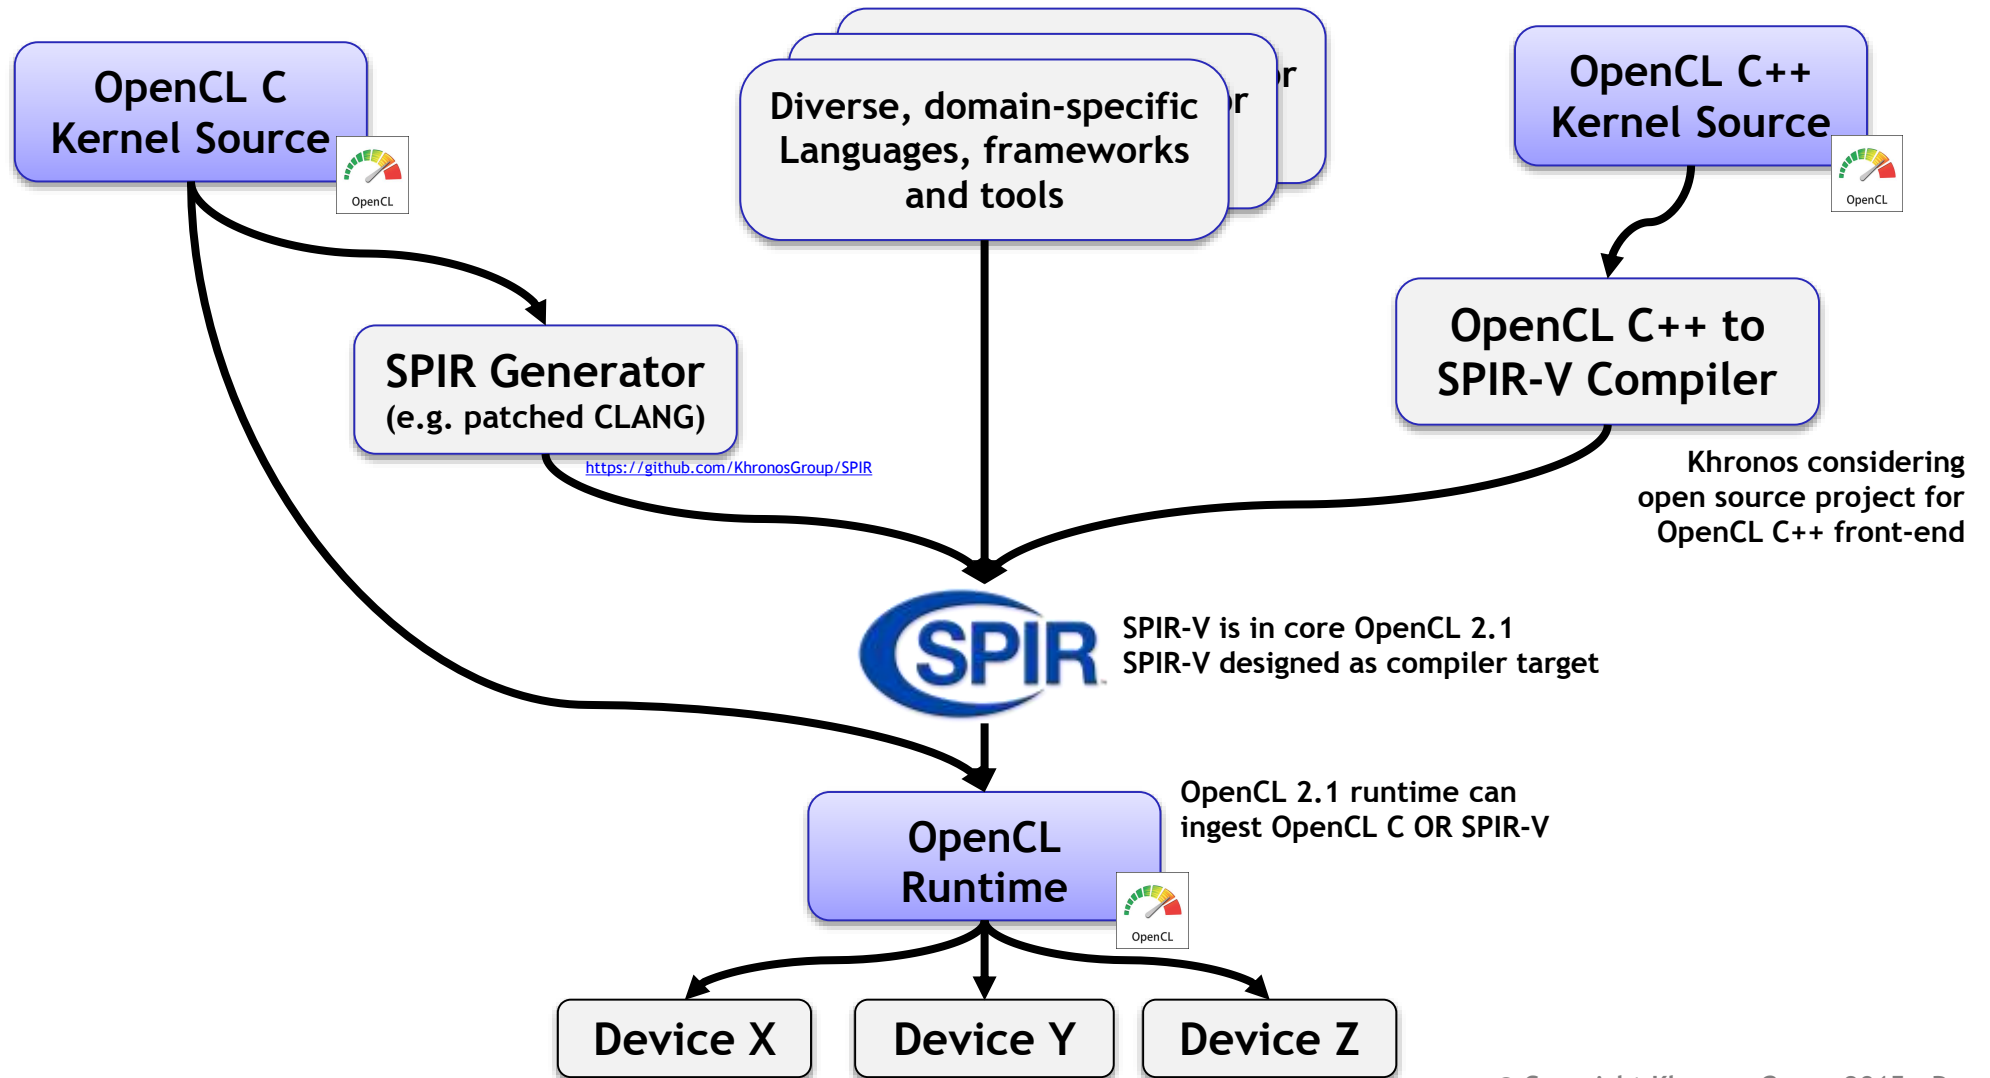 OpenCL C
Kernel Source
OpenCL
Diverse, domain-specific
Languages, frameworks
and tools
OpenCL C++
Kernel Source
OpenCL
SPIR Generator
(e.g. patched CLANG)
https://github.com/KhronosGroup/SPIR
OpenCL C++ to
SPIR-V Compiler
Khronos considering
open source project for
OpenCL C++ front-end
SPIR
SPIR-V is in core OpenCL 2.1
SPIR-V designed as compiler target
OpenCL 2.1 runtime can
ingest OpenCL C OR SPIR-V
OpenCL
Runtime
OpenCL
Device X
Device Y
Device Z